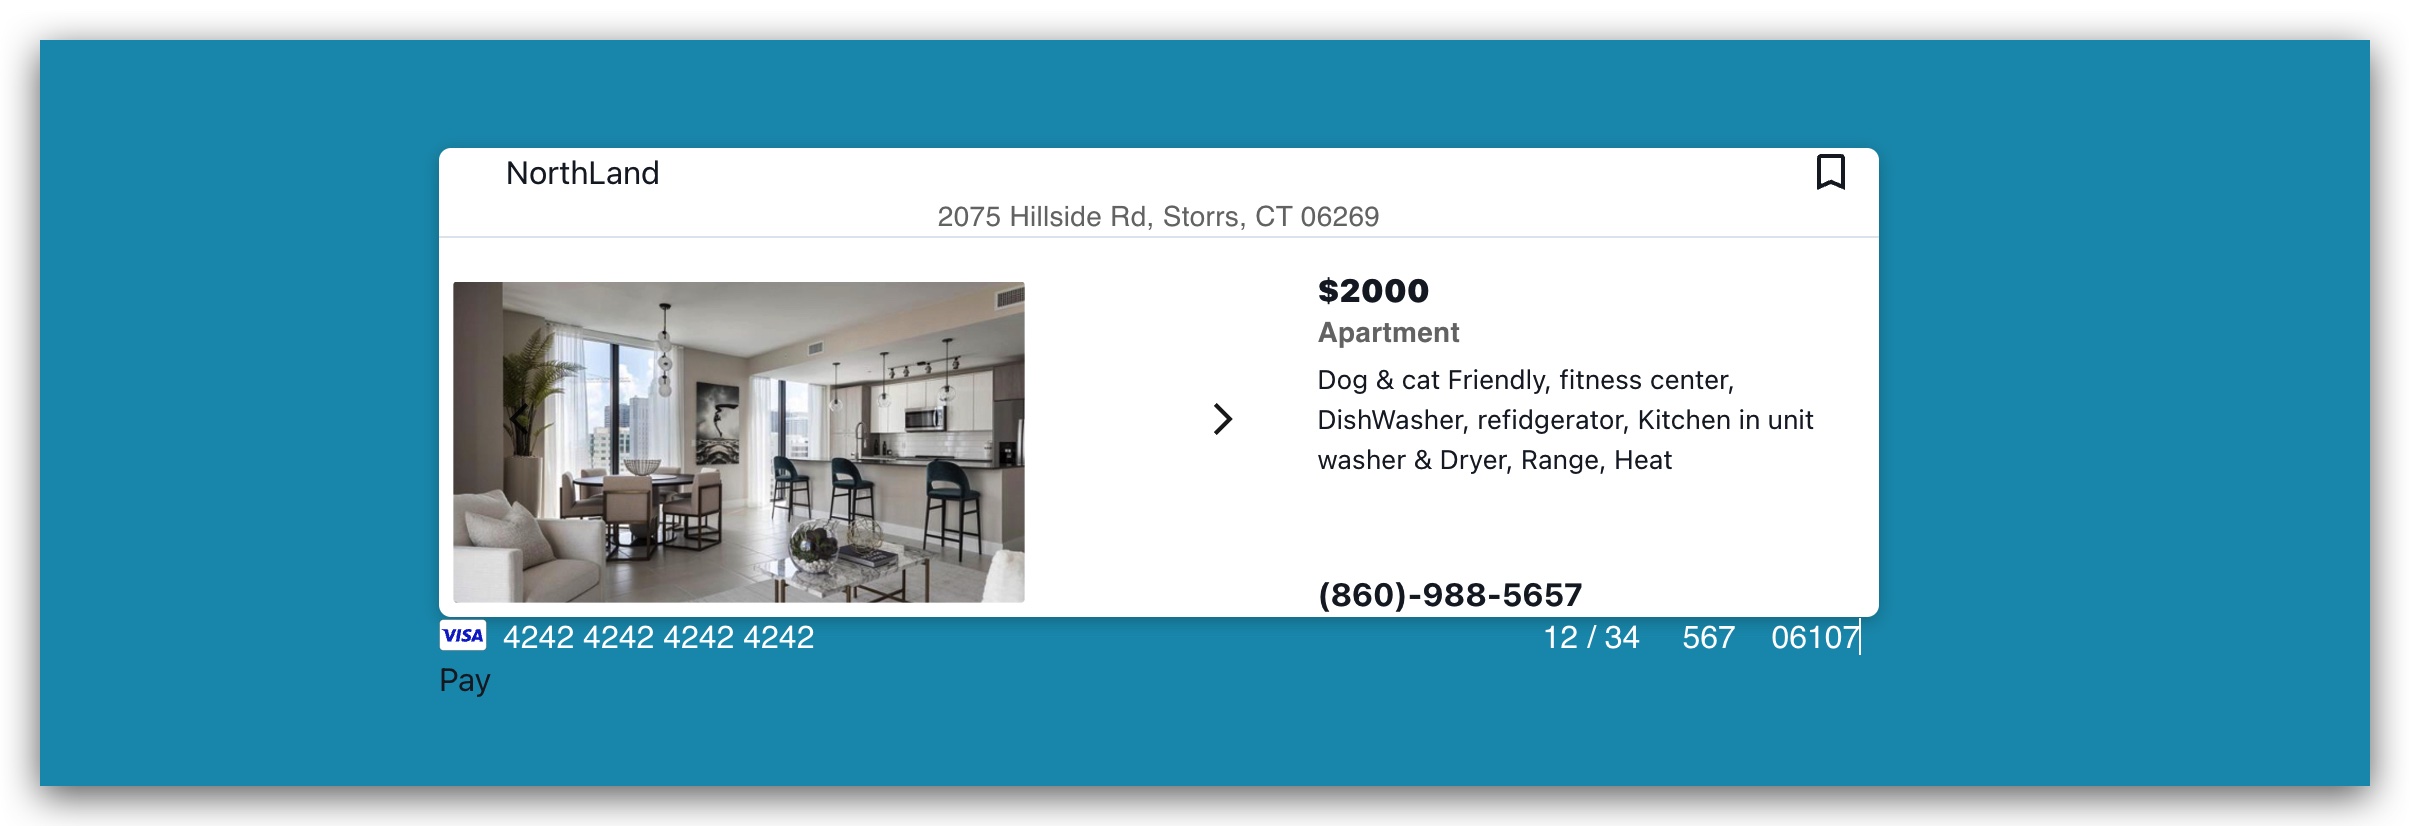 NorthLand
2075 Hillside Rd, Storrs, CT 06269
$2000
Apartment
Dog & cat Friendly, fitness center,
DishWasher, refidgerator, Kitchen in unit
washer & Dryer, Range, Heat
(860)-988-5657
VISA 4242 4242 4242 4242 12 / 34 567 06107
Pay